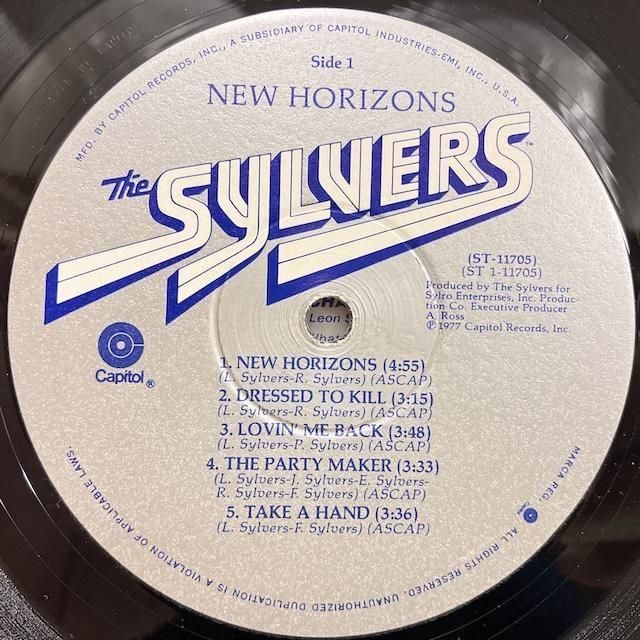 MFD. BY CAPITOL RECORDS, INC., A SUBSIDIARY OF CAPITOL INDUSTRIES-EMI, INC., U.S.A.
Side 1
NEW HORIZONS
The SYLVERS™
(ST-11705)
(ST 1-11705)
Produced by The Sylvers for
Sylro Enterprises, Inc. Produc-
tion Co. Executive Producer
A. Ross
℗ 1977 Capitol Records, Inc.
Leon S
Capitol®
1. NEW HORIZONS (4:55)
(L. Sylvers-R. Sylvers) (ASCAP)
2. DRESSED TO KILL (3:15)
(L. Sylvers-R. Sylvers) (ASCAP)
3. LOVIN' ME BACK (3:48)
(L. Sylvers-P. Sylvers) (ASCAP)
4. THE PARTY MAKER (3:33)
(L. Sylvers-J. Sylvers-E. Sylvers-
R. Sylvers-F. Sylvers) (ASCAP)
5. TAKE A HAND (3:36)
(L. Sylvers-F. Sylvers) (ASCAP)
MARCA REG. ALL RIGHTS RESERVED. UNAUTHORIZED DUPLICATION IS A VIOLATION OF APPLICABLE LAWS.